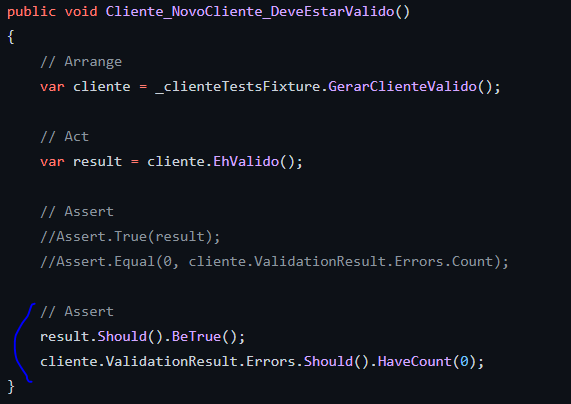 public void Cliente_NovoCliente_DeveEstarValido()
{
// Arrange
var cliente = _clienteTestsFixture.GerarClienteValido();
// Act
var result = cliente.EhValido();
// Assert
//Assert.True(result);
//Assert.Equal(0, cliente.ValidationResult.Errors.Count);
// Assert
result.Should().BeTrue();
cliente.ValidationResult.Errors.Should().HaveCount(0);
}